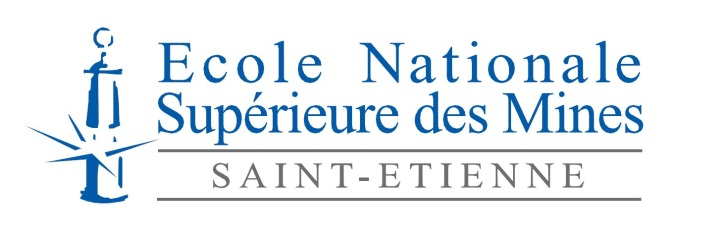 Ecole Nationale
Supérieure des Mines
SAINT-ETIENNE